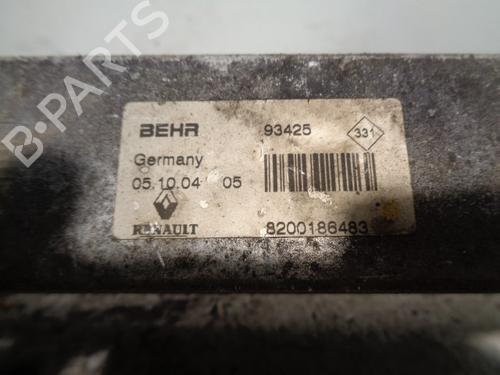 B-PARTS
BEHR 93425 331
Germany
05.10.04 05
RENAULT 8200186483